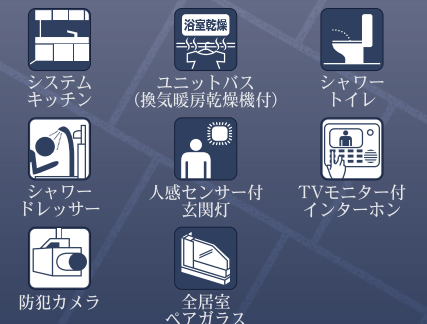 システム
キッチン
浴室乾燥
ユニットバス
(換気暖房乾燥機付)
シャワー
トイレ
シャワー
ドレッサー
人感センサー付
玄関灯
TVモニター付
インターホン
防犯カメラ
全居室
ペアガラス